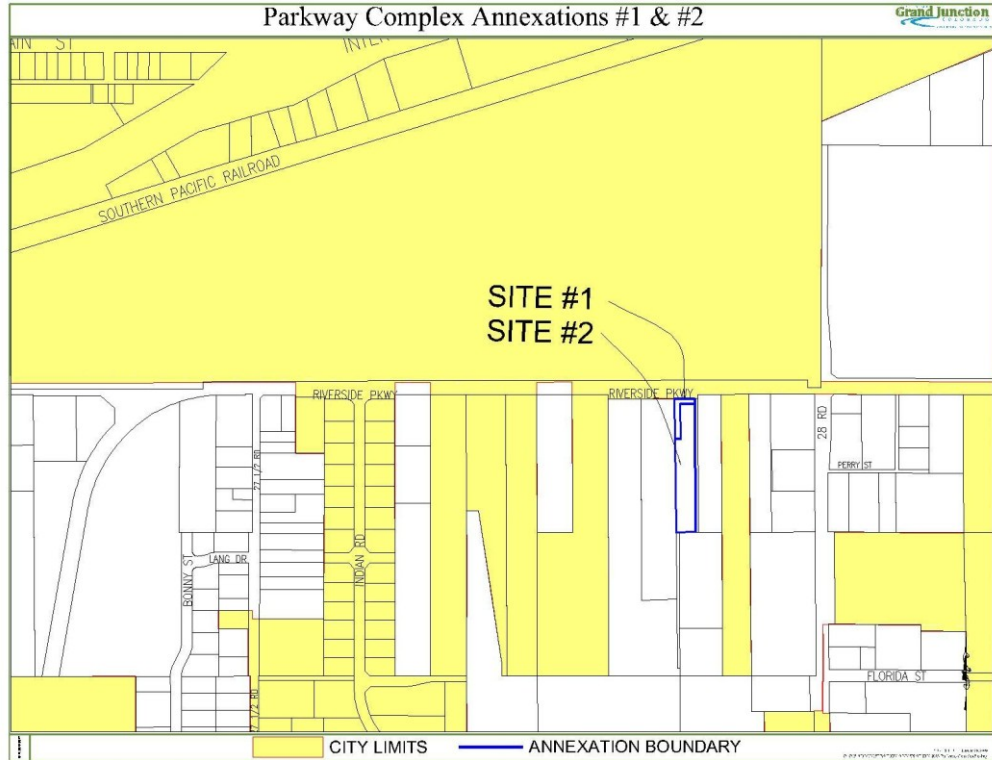 Parkway Complex Annexations #1 & #2
Grand Junction
COLORADO
AIN ST
INTER
SOUTHERN PACIFIC RAILROAD
SITE #1
SITE #2
RIVERSIDE PKWY
RIVERSIDE PKWY
28 RD
27 1/2 RD
PERRY ST
INDIAN RD
LANG DR
BONNY ST
FLORIDA ST
27 1/2 RD
CITY LIMITS
ANNEXATION BOUNDARY